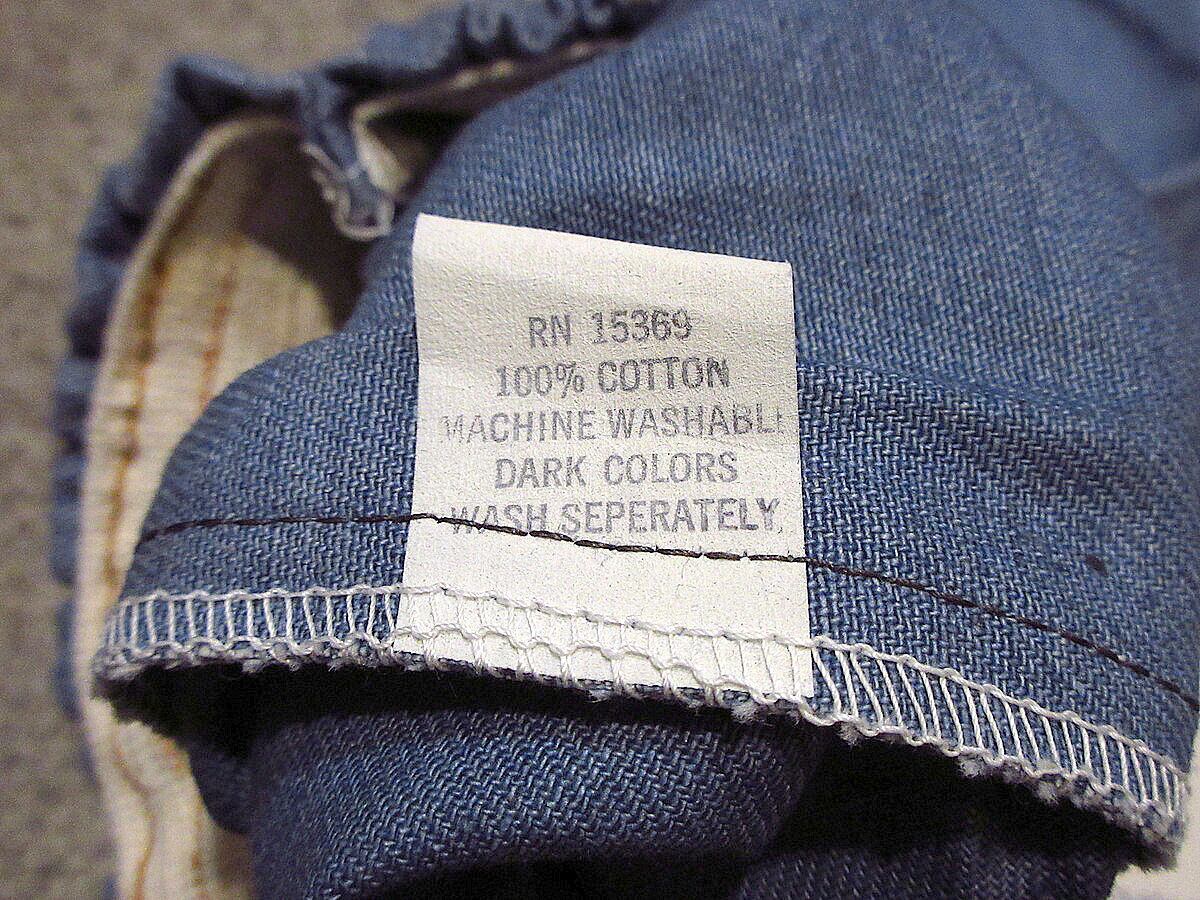 RN 15369
100% COTTON
MACHINE WASHABLE
DARK COLORS
WASH SEPERATELY.